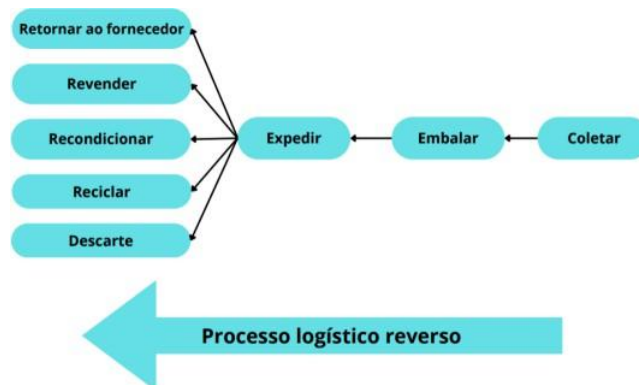 Retornar ao fornecedor
Revender
Recondicionar
Expedir
Embalar
Coletar
Reciclar
Descarte
Processo logístico reverso